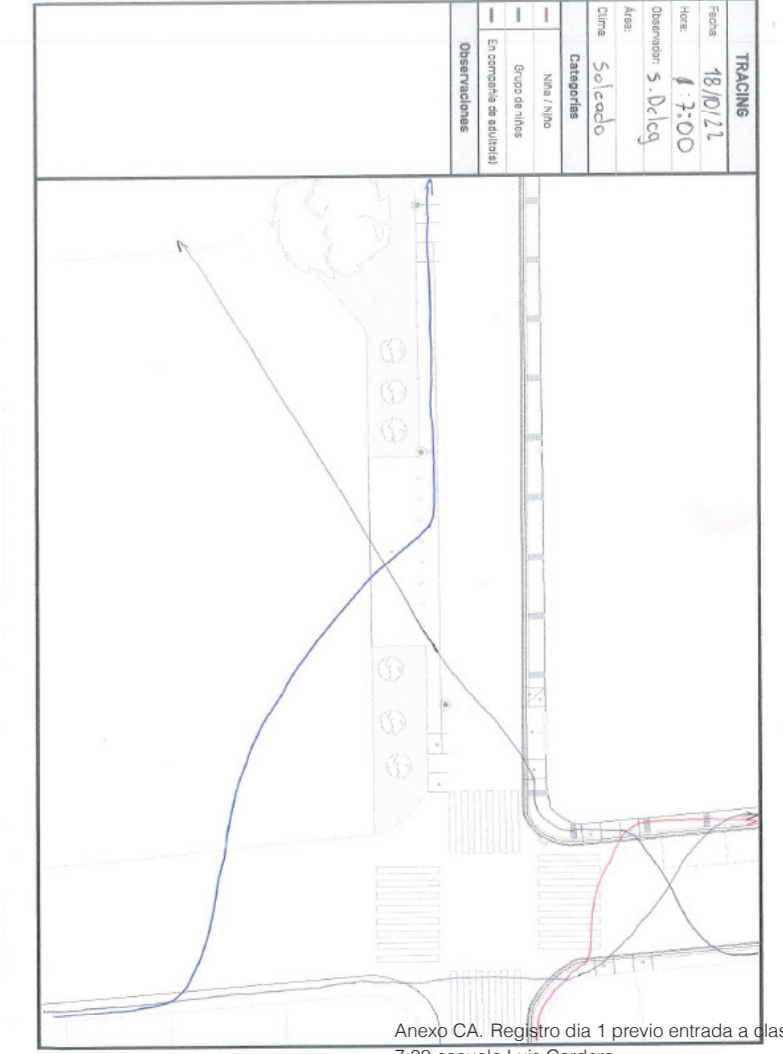 TRACING
Fecha: 18/10/22
Hora: 7:00
Observador: S. Delcg
Área:
Clima: Soleado
Categorías
Niña / Niño
Grupo de niños
En compañía de adulto(s)
Observaciones
Anexo CA. Registro dia 1 previo entrada a clas
7:00 escuela Luis Cordero